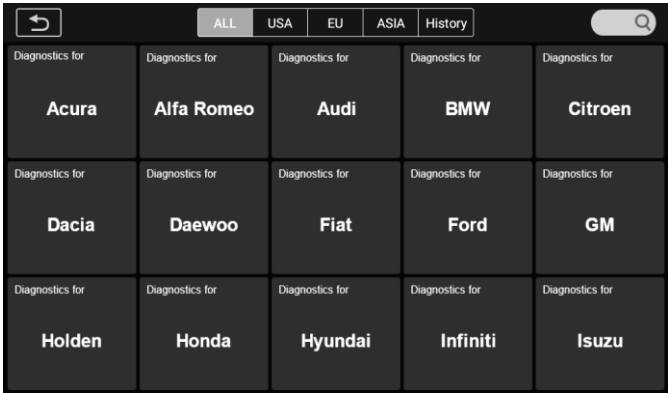 ALL USA EU ASIA History
Diagnostics for Diagnostics for Diagnostics for Diagnostics for Diagnostics for
Acura Alfa Romeo Audi BMW Citroen
Diagnostics for Diagnostics for Diagnostics for Diagnostics for Diagnostics for
Dacia Daewoo Fiat Ford GM
Diagnostics for Diagnostics for Diagnostics for Diagnostics for Diagnostics for
Holden Honda Hyundai Infiniti Isuzu